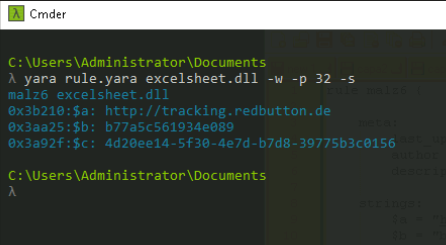 Cmder
C:\Users\Administrator\Documents
λ yara rule.yara excelsheet.dll -w -p 32 -s
malz6 excelsheet.dll
0x3b210:$a: http://tracking.redbutton.de
0x3aa25:$b: b77a5c561934e089
0x3a92f:$c: 4d20ee14-5f30-4e7d-b7d8-39775b3c0156
C:\Users\Administrator\Documents
λ